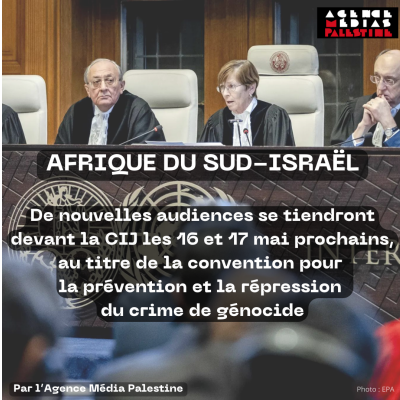 AGENCE
MÉDIAS
PALESTINE
AFRIQUE DU SUD-ISRAËL
De nouvelles audiences se tiendront
devant la CIJ les 16 et 17 mai prochains,
au titre de la convention pour
la prévention et la répression
du crime de génocide
Par l'Agence Média Palestine
Photo : EPA